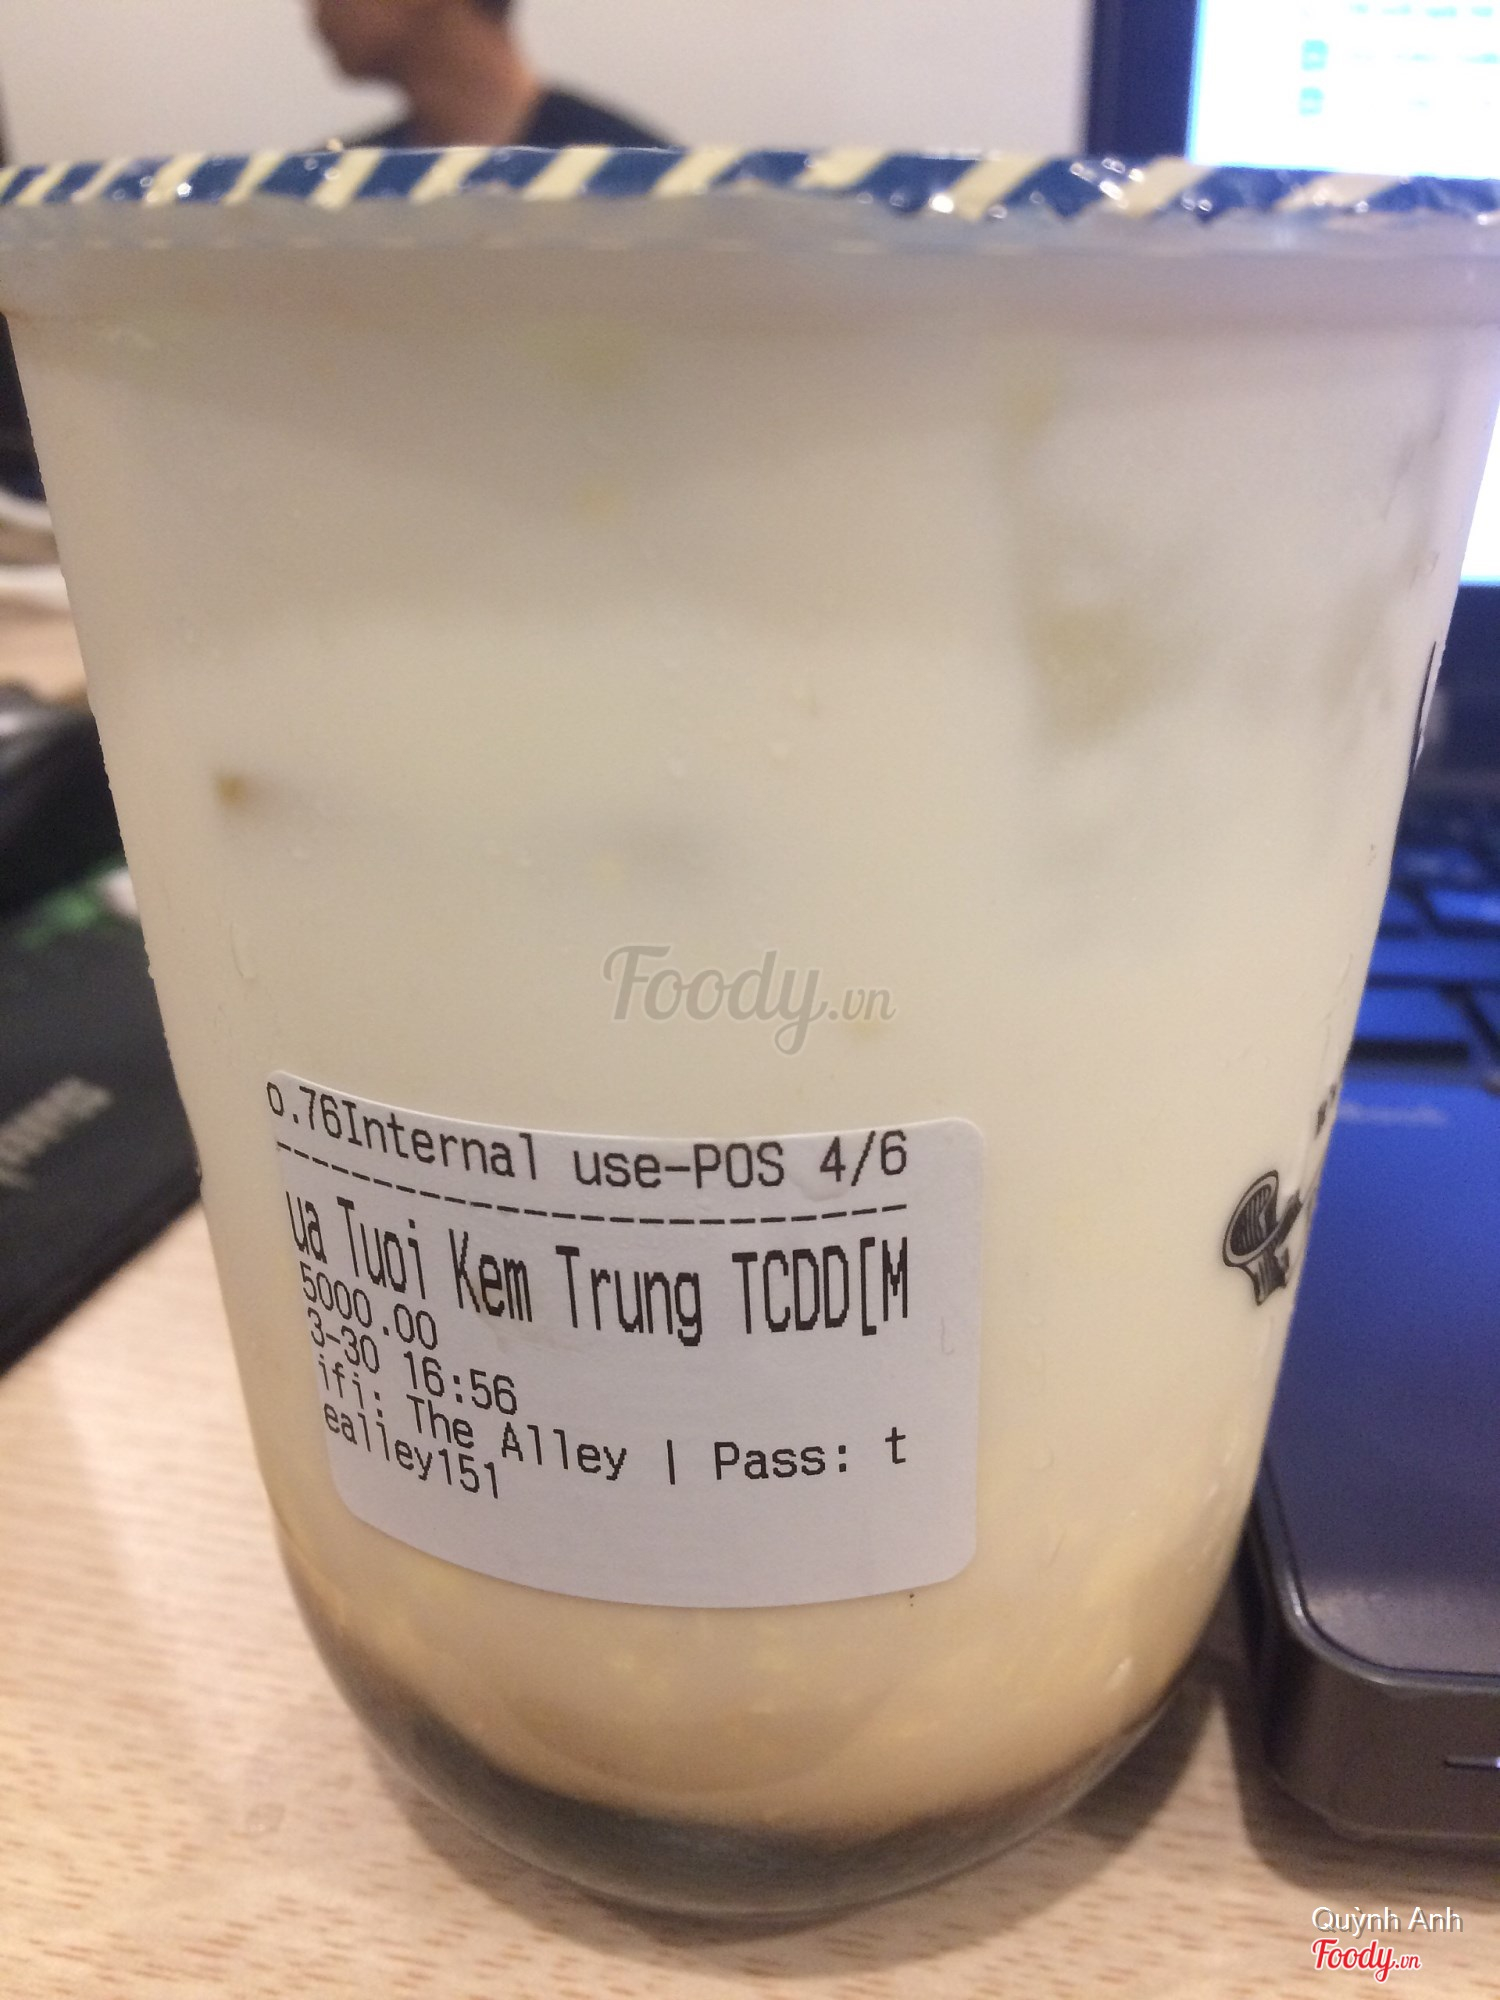 Foody.vn
o.76Internal use-POS 4/6
ua Tuoi Kem Trung TCDD[M
5000.00
3-30 16:56
ifi: The Alley | Pass: t
ealley151
Quỳnh Anh
Foody.vn